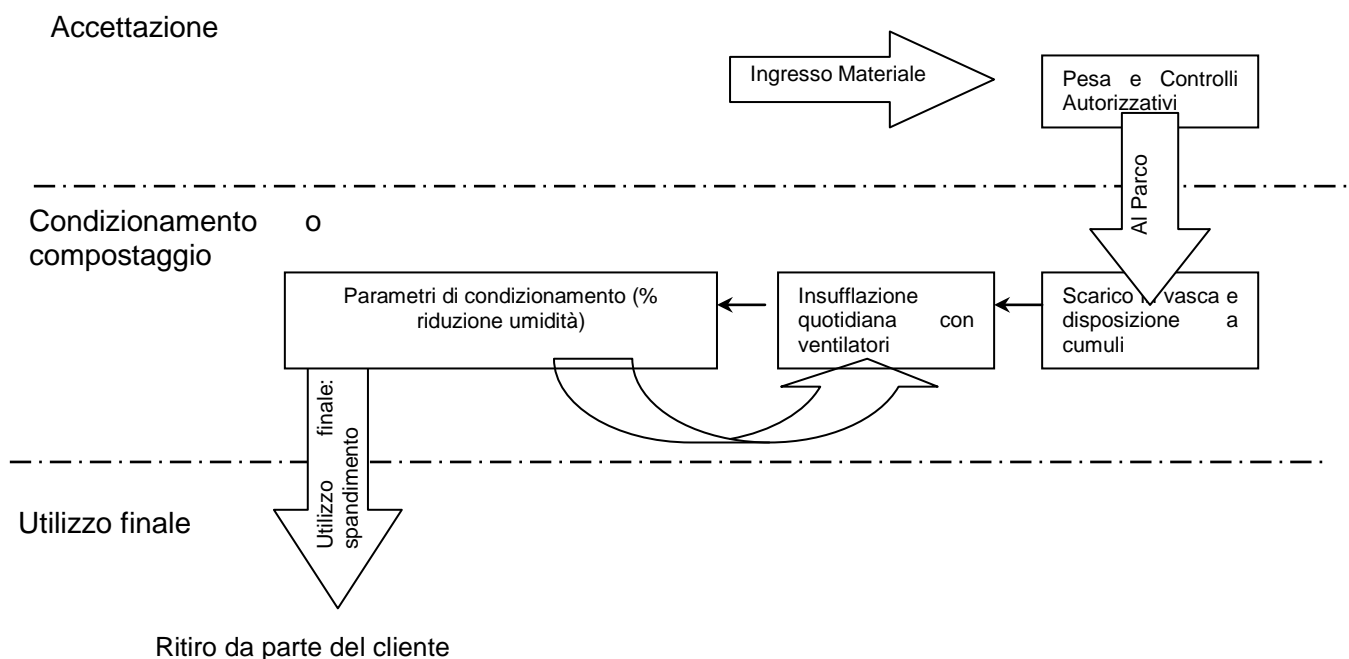 Accettazione
Ingresso Materiale
Pesa e Controlli
Autorizzativi
Al Parco
Condizionamento o
compostaggio
Parametri di condizionamento (%
riduzione umidità)
Insufflazione
quotidiana con
ventilatori
Scarico in vasca e
disposizione a
cumuli
Utilizzo finale:
spandimento
Utilizzo finale
Ritiro da parte del cliente